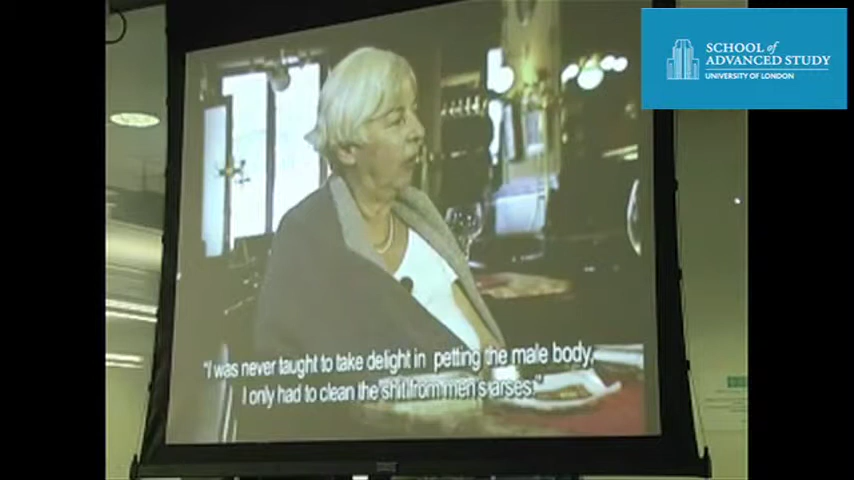 SCHOOL of
ADVANCED STUDY
UNIVERSITY OF LONDON
"I was never taught to take delight in petting the male body,
I only had to clean the shit from men's arses."